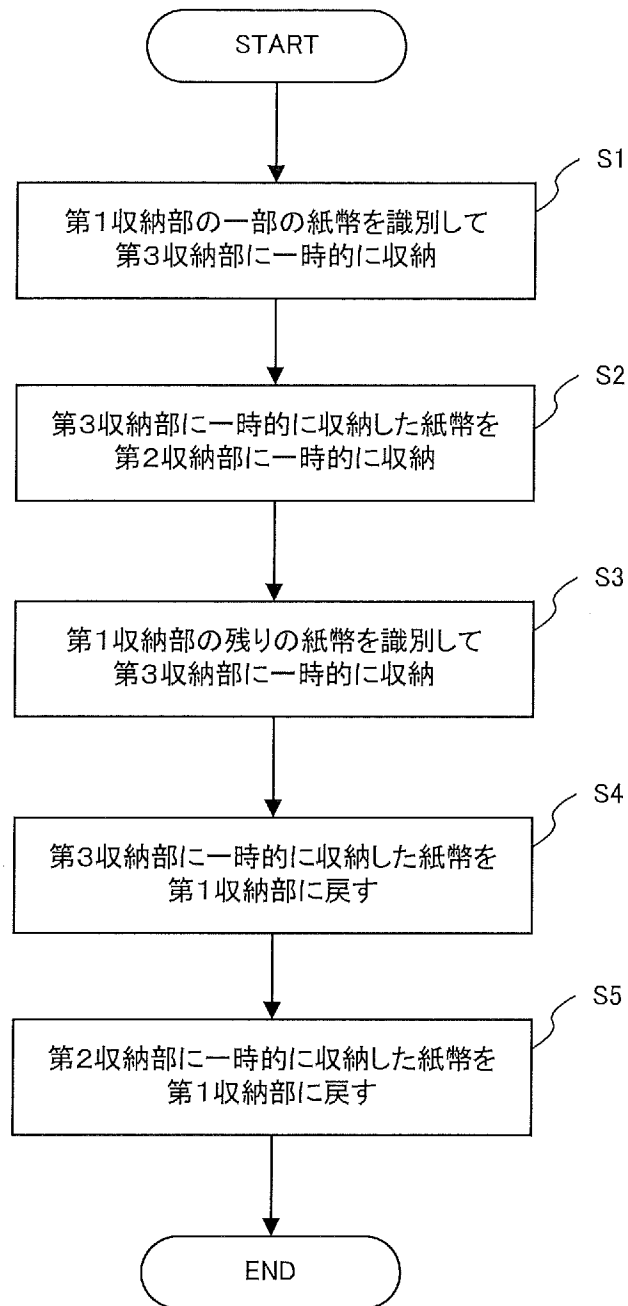 START
S1
第1収納部の一部の紙幣を識別して
第3収納部に一時的に収納
S2
第3収納部に一時的に収納した紙幣を
第2収納部に一時的に収納
S3
第1収納部の残りの紙幣を識別して
第3収納部に一時的に収納
S4
第3収納部に一時的に収納した紙幣を
第1収納部に戻す
S5
第2収納部に一時的に収納した紙幣を
第1収納部に戻す
END